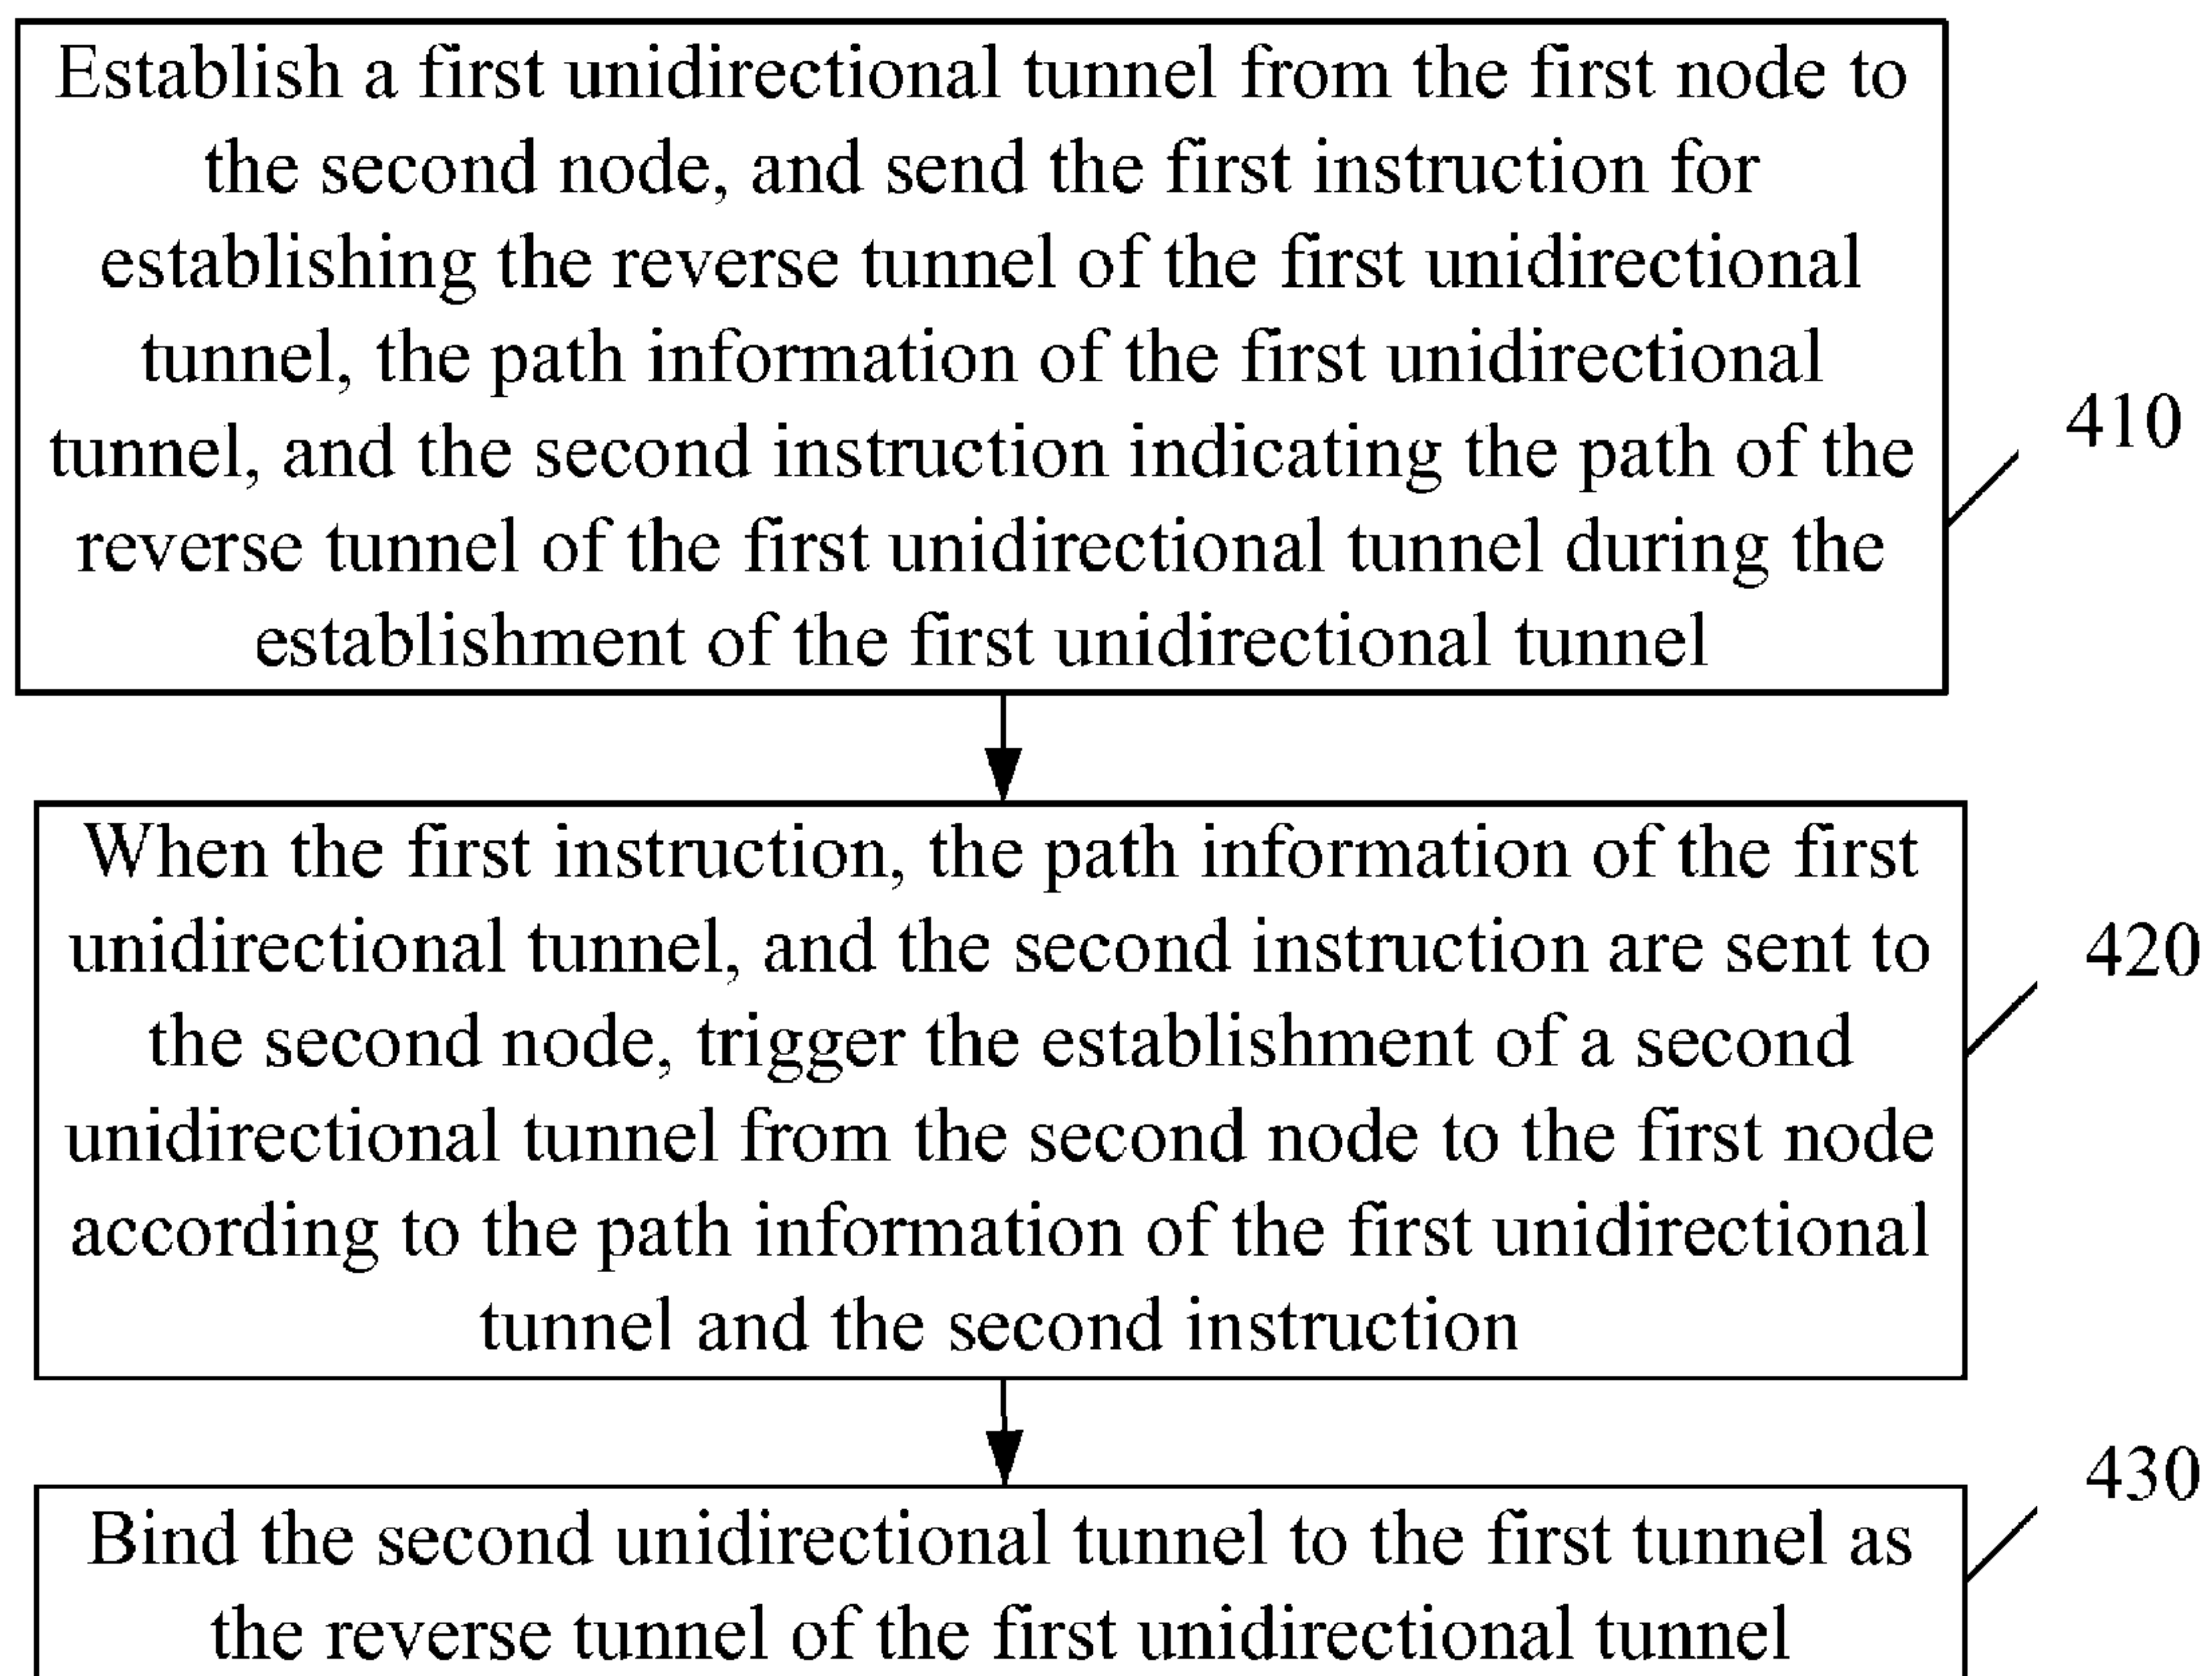 Establish a first unidirectional tunnel from the first node to
the second node, and send the first instruction for
establishing the reverse tunnel of the first unidirectional
tunnel, the path information of the first unidirectional
tunnel, and the second instruction indicating the path of the
reverse tunnel of the first unidirectional tunnel during the
establishment of the first unidirectional tunnel
410
When the first instruction, the path information of the first
unidirectional tunnel, and the second instruction are sent to
the second node, trigger the establishment of a second
unidirectional tunnel from the second node to the first node
according to the path information of the first unidirectional
tunnel and the second instruction
420
Bind the second unidirectional tunnel to the first tunnel as
the reverse tunnel of the first unidirectional tunnel
430